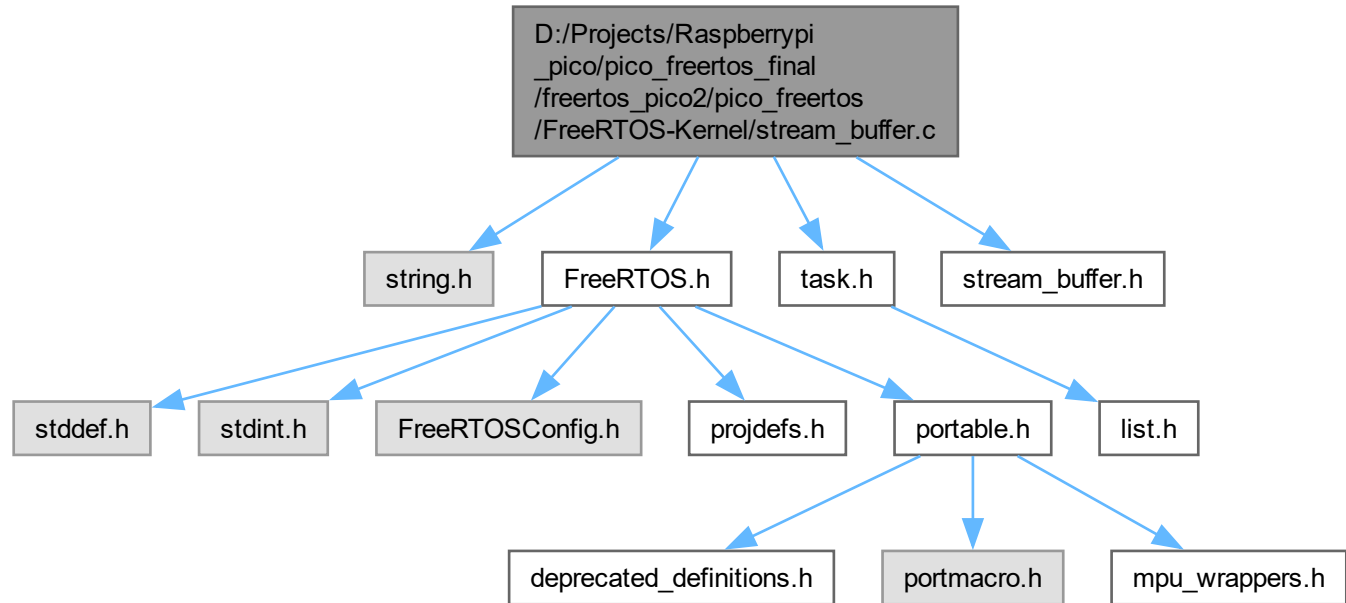 D:/Projects/Raspberrypi
_pico/pico_freertos_final
/freertos_pico2/pico_freertos
/FreeRTOS-Kernel/stream_buffer.c
string.h
FreeRTOS.h
task.h
stream_buffer.h
stddef.h
stdint.h
FreeRTOSConfig.h
projdefs.h
portable.h
list.h
deprecated_definitions.h
portmacro.h
mpu_wrappers.h